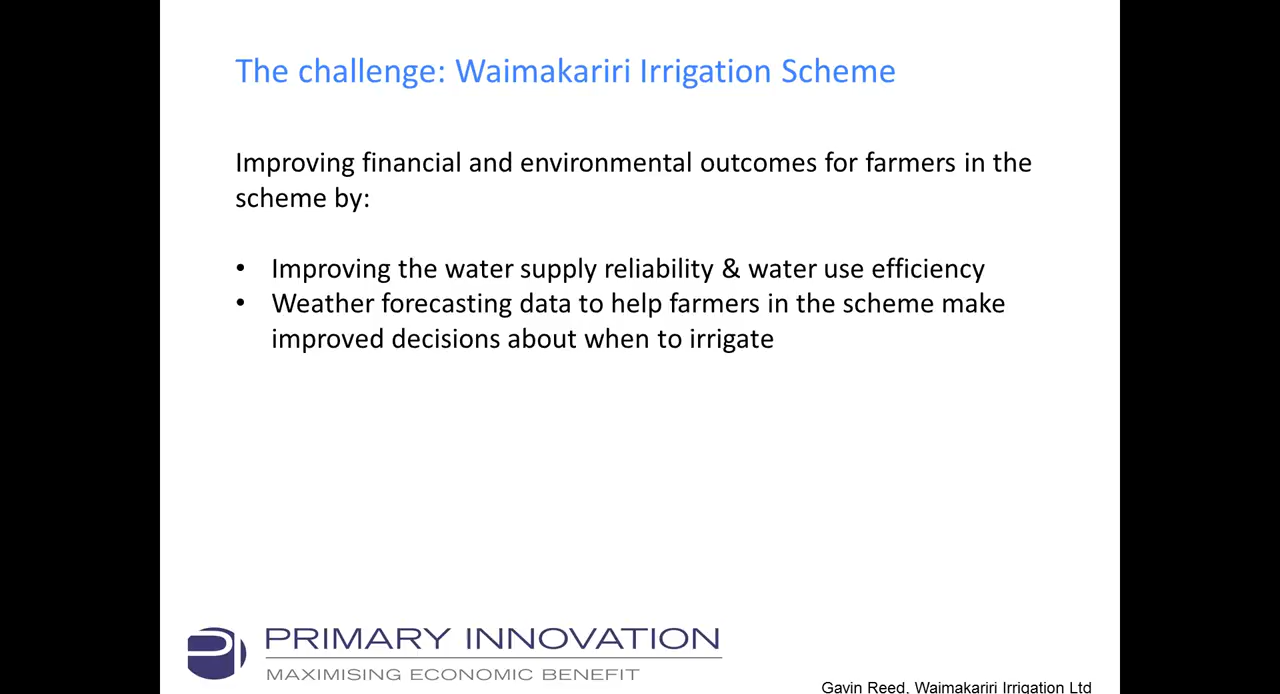 The challenge: Waimakariri Irrigation Scheme
Improving financial and environmental outcomes for farmers in the
scheme by:
• Improving the water supply reliability & water use efficiency
• Weather forecasting data to help farmers in the scheme make
improved decisions about when to irrigate
PRIMARY INNOVATION
MAXIMISING ECONOMIC BENEFIT
Gavin Reed, Waimakariri Irrigation Ltd